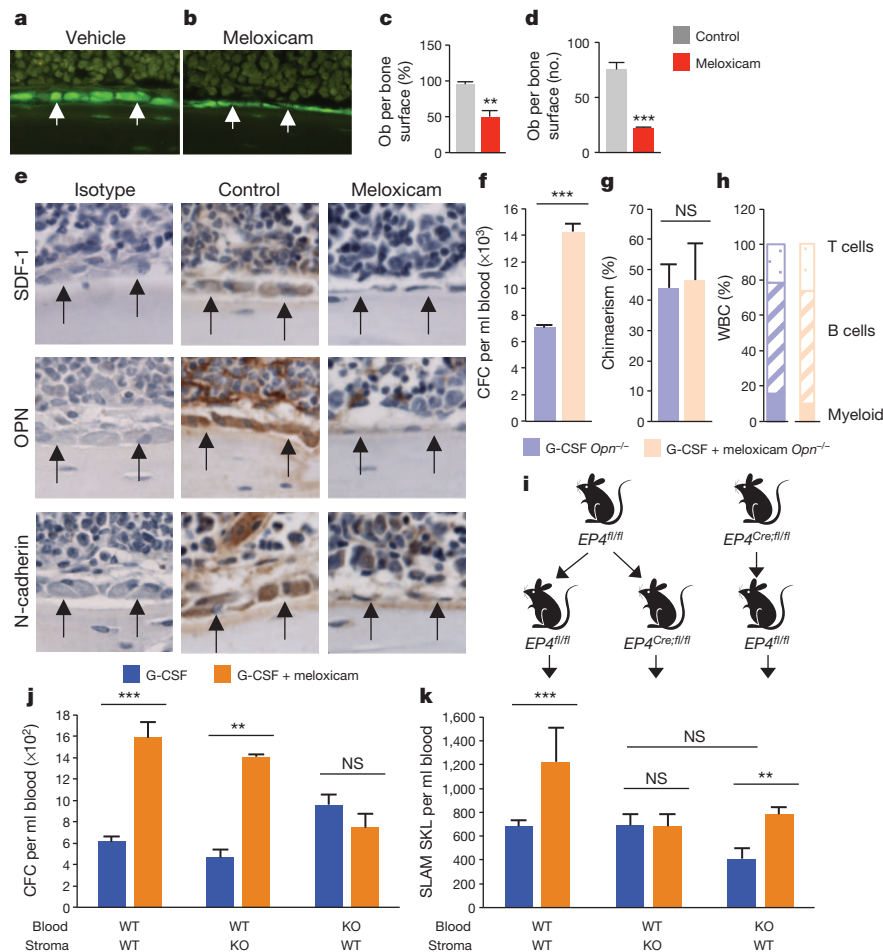 a
Vehicle
b
Meloxicam
c
Ob per bone
surface (%)
150
100
50
0
**
d
Ob per bone
surface (no.)
100
50
0
***
Control
Meloxicam
e
Isotype
Control
Meloxicam
SDF-1
OPN
N-cadherin
f
CFC per ml blood (×10³)
16
14
12
10
8
6
4
2
0
***
g
Chimaerism (%)
70
60
50
40
30
20
10
0
NS
h
WBC (%)
120
100
80
60
40
20
0
T cells
B cells
Myeloid
G-CSF Opn⁻/⁻
G-CSF + meloxicam Opn⁻/⁻
i
EP4fl/fl
EP4Cre;fl/fl
EP4fl/fl
EP4Cre;fl/fl
EP4fl/fl
G-CSF
G-CSF + meloxicam
j
CFC per ml blood (×10²)
18
16
14
12
10
8
6
4
2
0
***
**
NS
Blood
WT
WT
KO
Stroma
WT
KO
WT
k
SLAM SKL per ml blood
1,600
1,400
1,200
1,000
800
600
400
200
0
***
NS
NS
**
Blood
WT
WT
KO
Stroma
WT
KO
WT